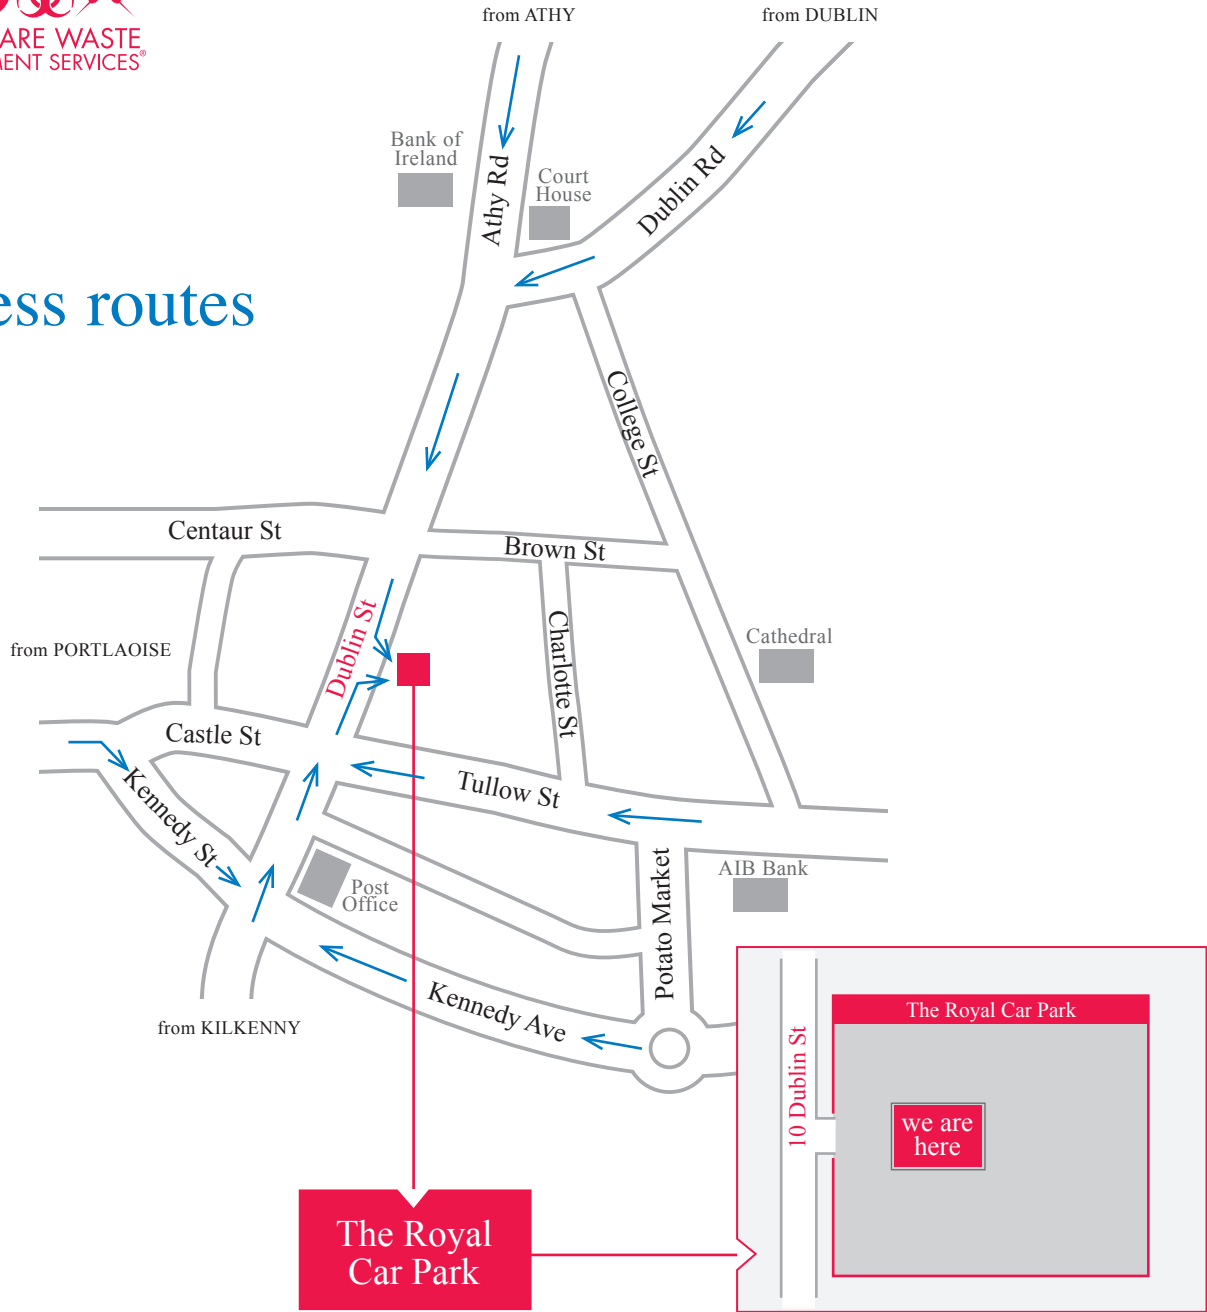 ARE WASTE
MENT SERVICES®
from ATHY
from DUBLIN
Bank of
Ireland
Court
House
Athy Rd
Dublin Rd
ess routes
College St
Centaur St
Brown St
Dublin St
Charlotte St
from PORTLAOISE
Cathedral
Castle St
Kennedy St
Tullow St
Post
Office
AIB Bank
Potato Market
Kennedy Ave
from KILKENNY
The Royal Car Park
10 Dublin St
we are
here
The Royal
Car Park